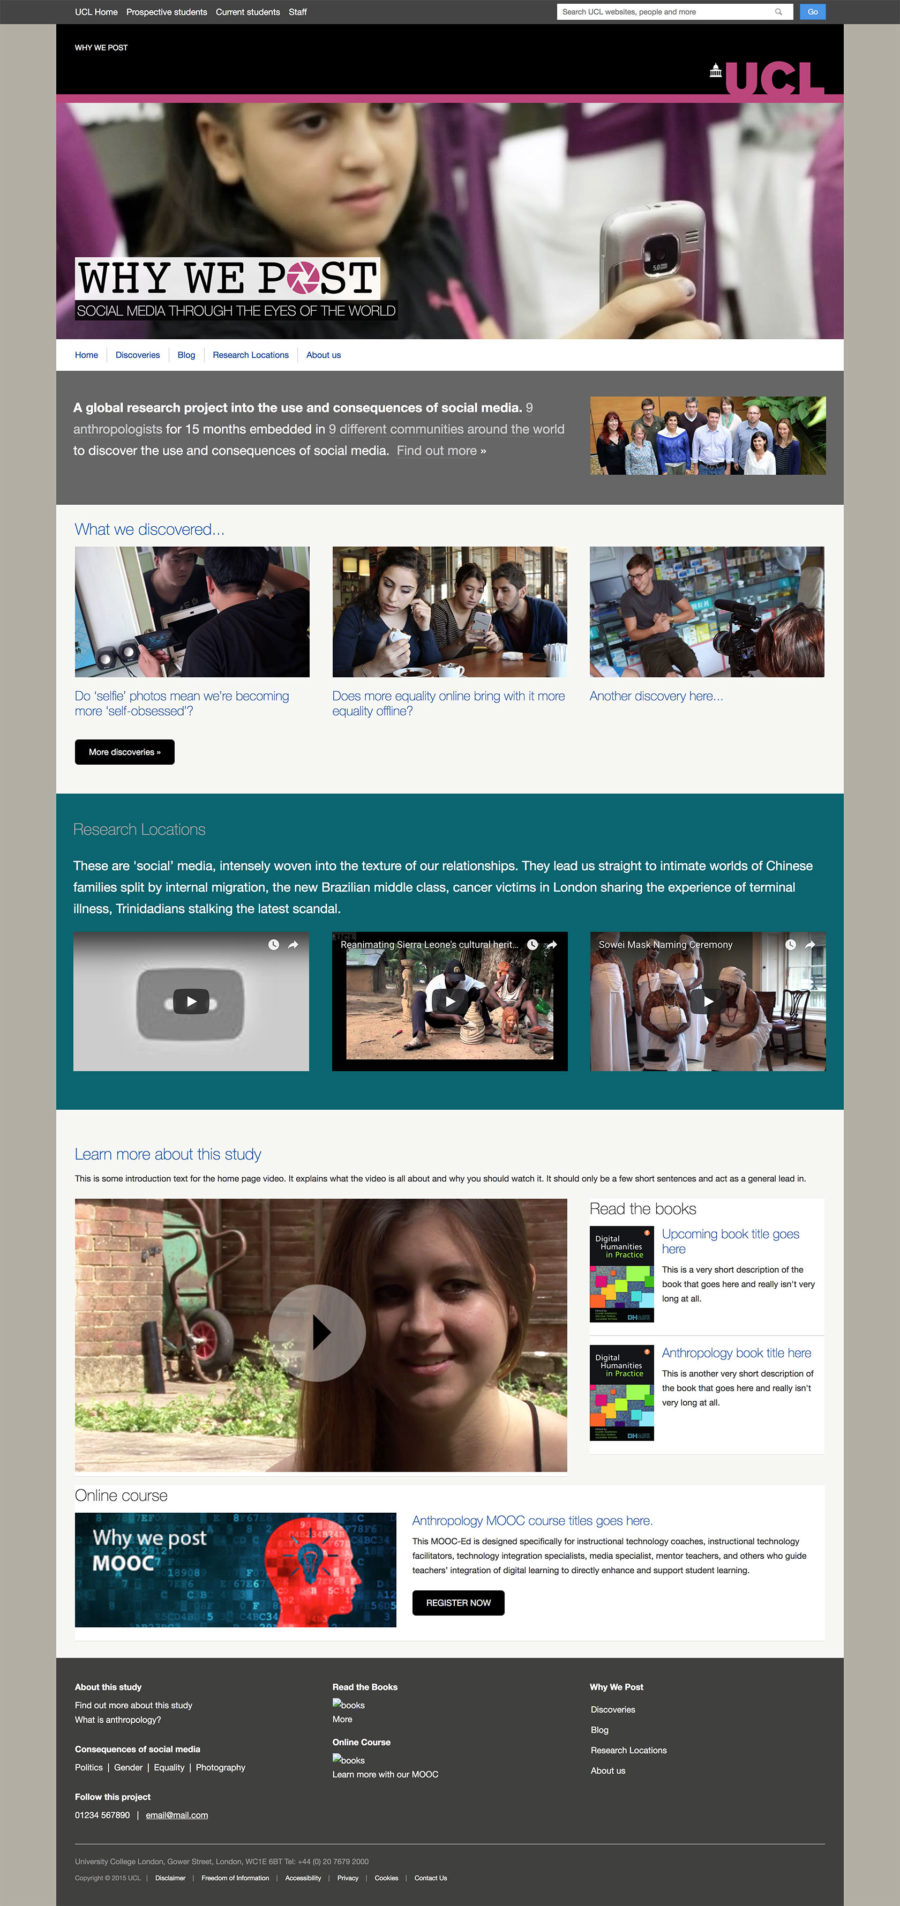 UCL Home Prospective students Current students Staff
Search UCL websites, people and more
Go
WHY WE POST
UCL
WHY WE POST
SOCIAL MEDIA THROUGH THE EYES OF THE WORLD
Home Discoveries Blog Research Locations About us
A global research project into the use and consequences of social media. 9
anthropologists for 15 months embedded in 9 different communities around the world
to discover the use and consequences of social media. Find out more »
What we discovered...
Do 'selfie' photos mean we're becoming
more 'self-obsessed'?
Does more equality online bring with it more
equality offline?
Another discovery here...
More discoveries »
Research Locations
These are 'social' media, intensely woven into the texture of our relationships. They lead us straight to intimate worlds of Chinese
families split by internal migration, the new Brazilian middle class, cancer victims in London sharing the experience of terminal
illness, Trinidadians stalking the latest scandal.
Reanimating Sierra Leone's cultural herit...
Sowei Mask Naming Ceremony
Learn more about this study
This is some introduction text for the home page video. It explains what the video is all about and why you should watch it. It should only be a few short sentences and act as a general lead in.
Read the books
Digital
Humanities
in Practice
Upcoming book title goes
here
This is a very short description of the
book that goes here and really isn't very
long at all.
Digital
Humanities
in Practice
Anthropology book title here
This is another very short description of
the book that goes here and really isn't
very long at all.
Online course
Why we post
MOOC
Anthropology MOOC course titles goes here.
This MOOC-Ed is designed specifically for instructional technology coaches, instructional technology
facilitators, technology integration specialists, media specialist, mentor teachers, and others who guide
teachers' integration of digital learning to directly enhance and support student learning.
REGISTER NOW
About this study
Find out more about this study
What is anthropology?
Consequences of social media
Politics | Gender | Equality | Photography
Follow this project
01234 567890 | email@mail.com
Read the Books
books
More
Online Course
books
Learn more with our MOOC
Why We Post
Discoveries
Blog
Research Locations
About us
University College London, Gower Street, London, WC1E 6BT Tel: +44 (0) 20 7679 2000
Copyright © 2015 UCL | Disclaimer | Freedom of Information | Accessibility | Privacy | Cookies | Contact Us